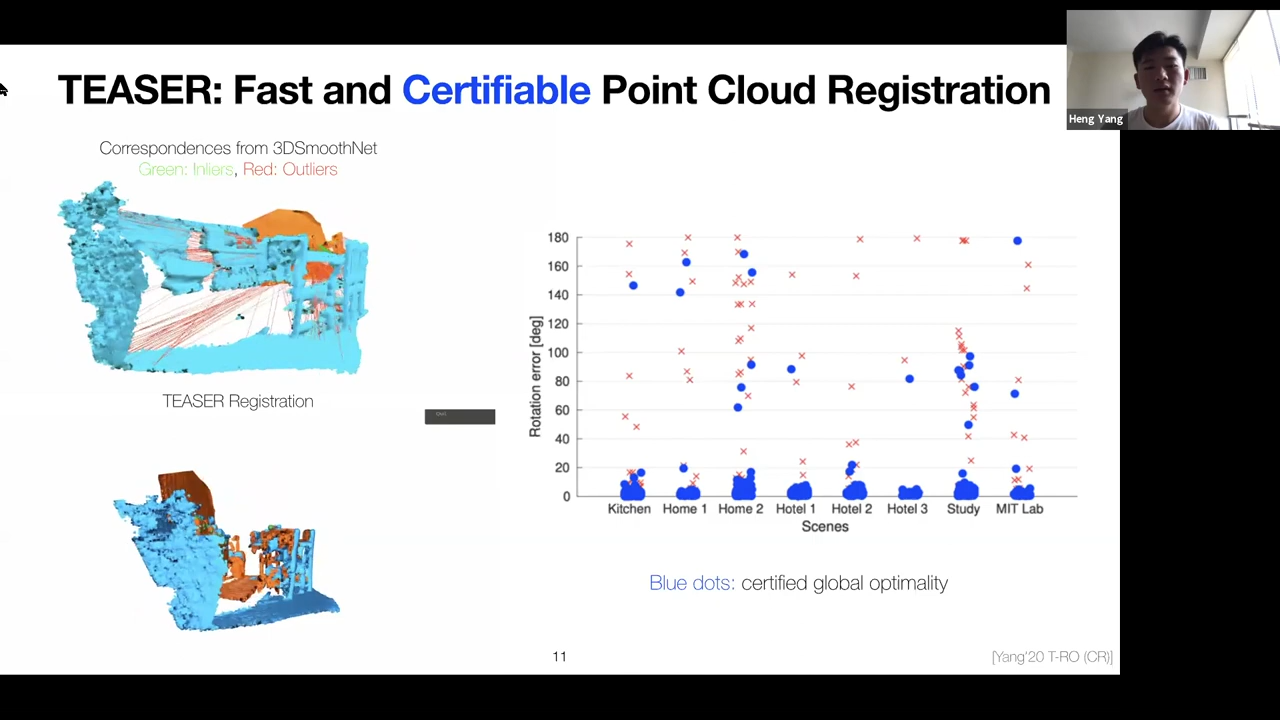 TEASER: Fast and Certifiable Point Cloud Registration
Heng Yang
Correspondences from 3DSmoothNet
Green: Inliers, Red: Outliers
TEASER Registration
Rotation error [deg]
180
160
140
120
100
80
60
40
20
0
Kitchen Home 1 Home 2 Hotel 1 Hotel 2 Hotel 3 Study MIT Lab
Scenes
Blue dots: certified global optimality
11
[Yang'20 T-RO (CR)]